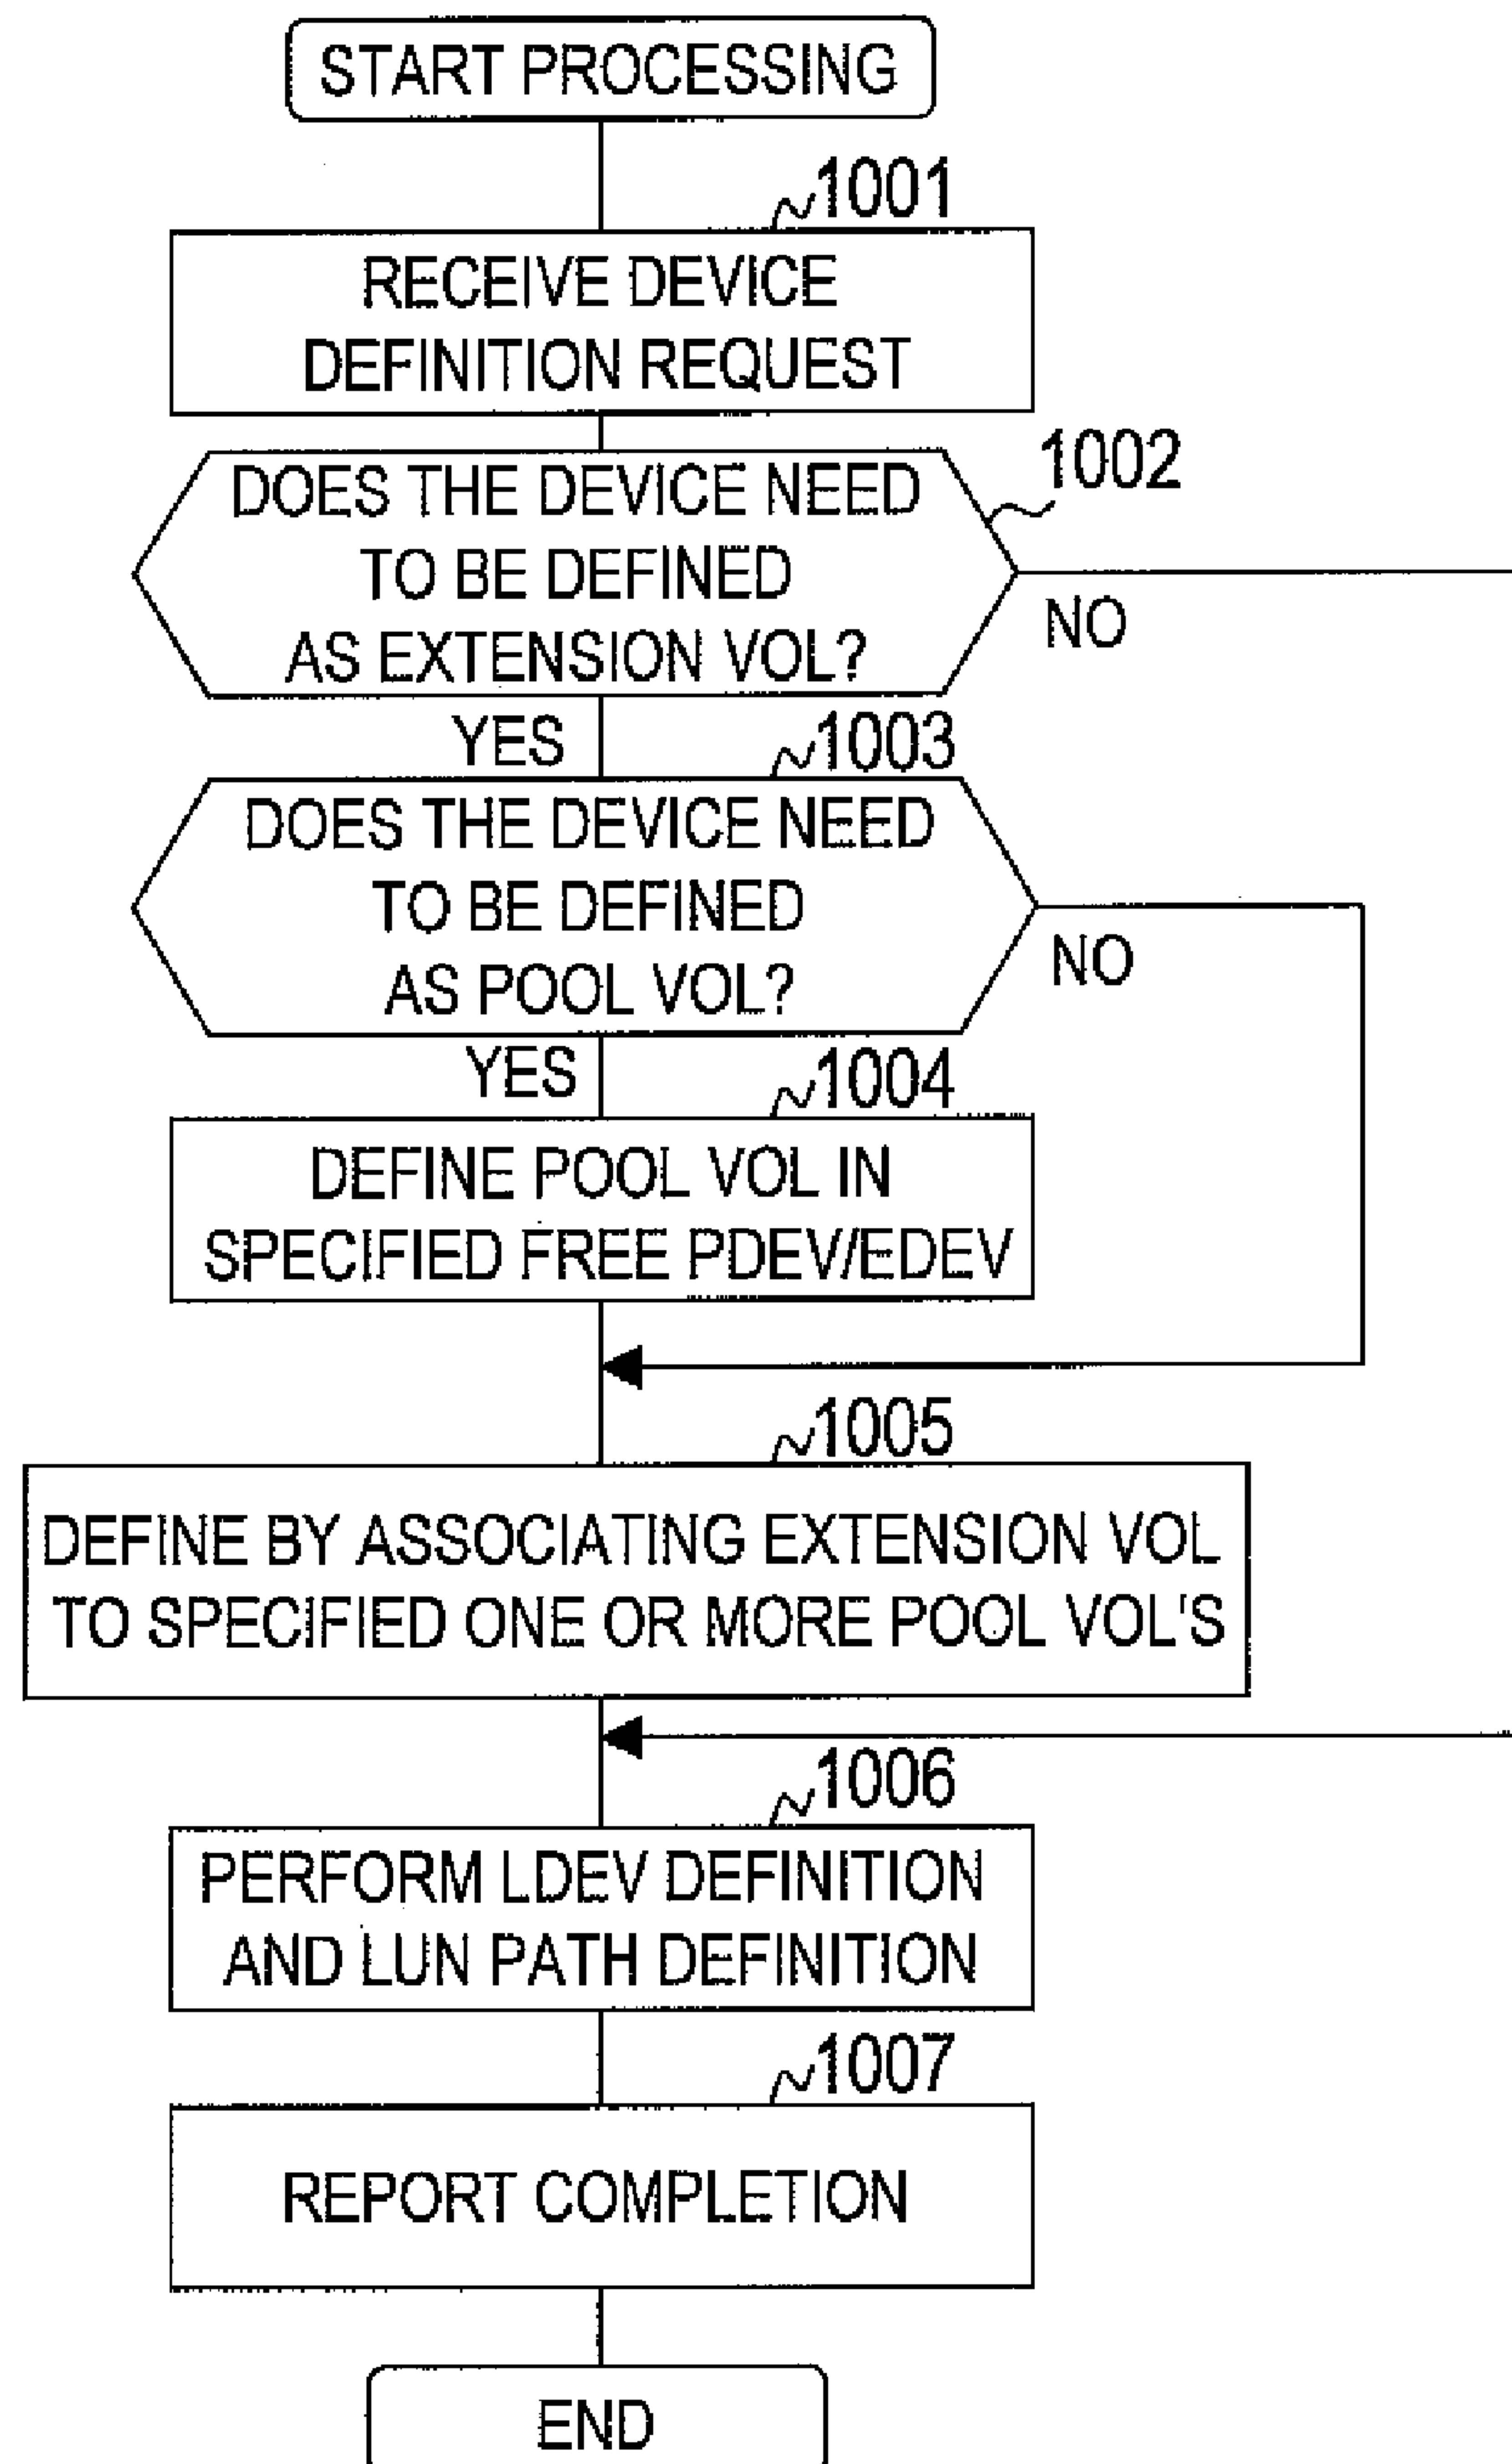 START PROCESSING
1001
RECEIVE DEVICE
DEFINITION REQUEST
1002
DOES THE DEVICE NEED
TO BE DEFINED
AS EXTENSION VOL?
NO
YES
1003
DOES THE DEVICE NEED
TO BE DEFINED
AS POOL VOL?
NO
YES
1004
DEFINE POOL VOL IN
SPECIFIED FREE PDEV/EDEV
1005
DEFINE BY ASSOCIATING EXTENSION VOL
TO SPECIFIED ONE OR MORE POOL VOL'S
1006
PERFORM LDEV DEFINITION
AND LUN PATH DEFINITION
1007
REPORT COMPLETION
END